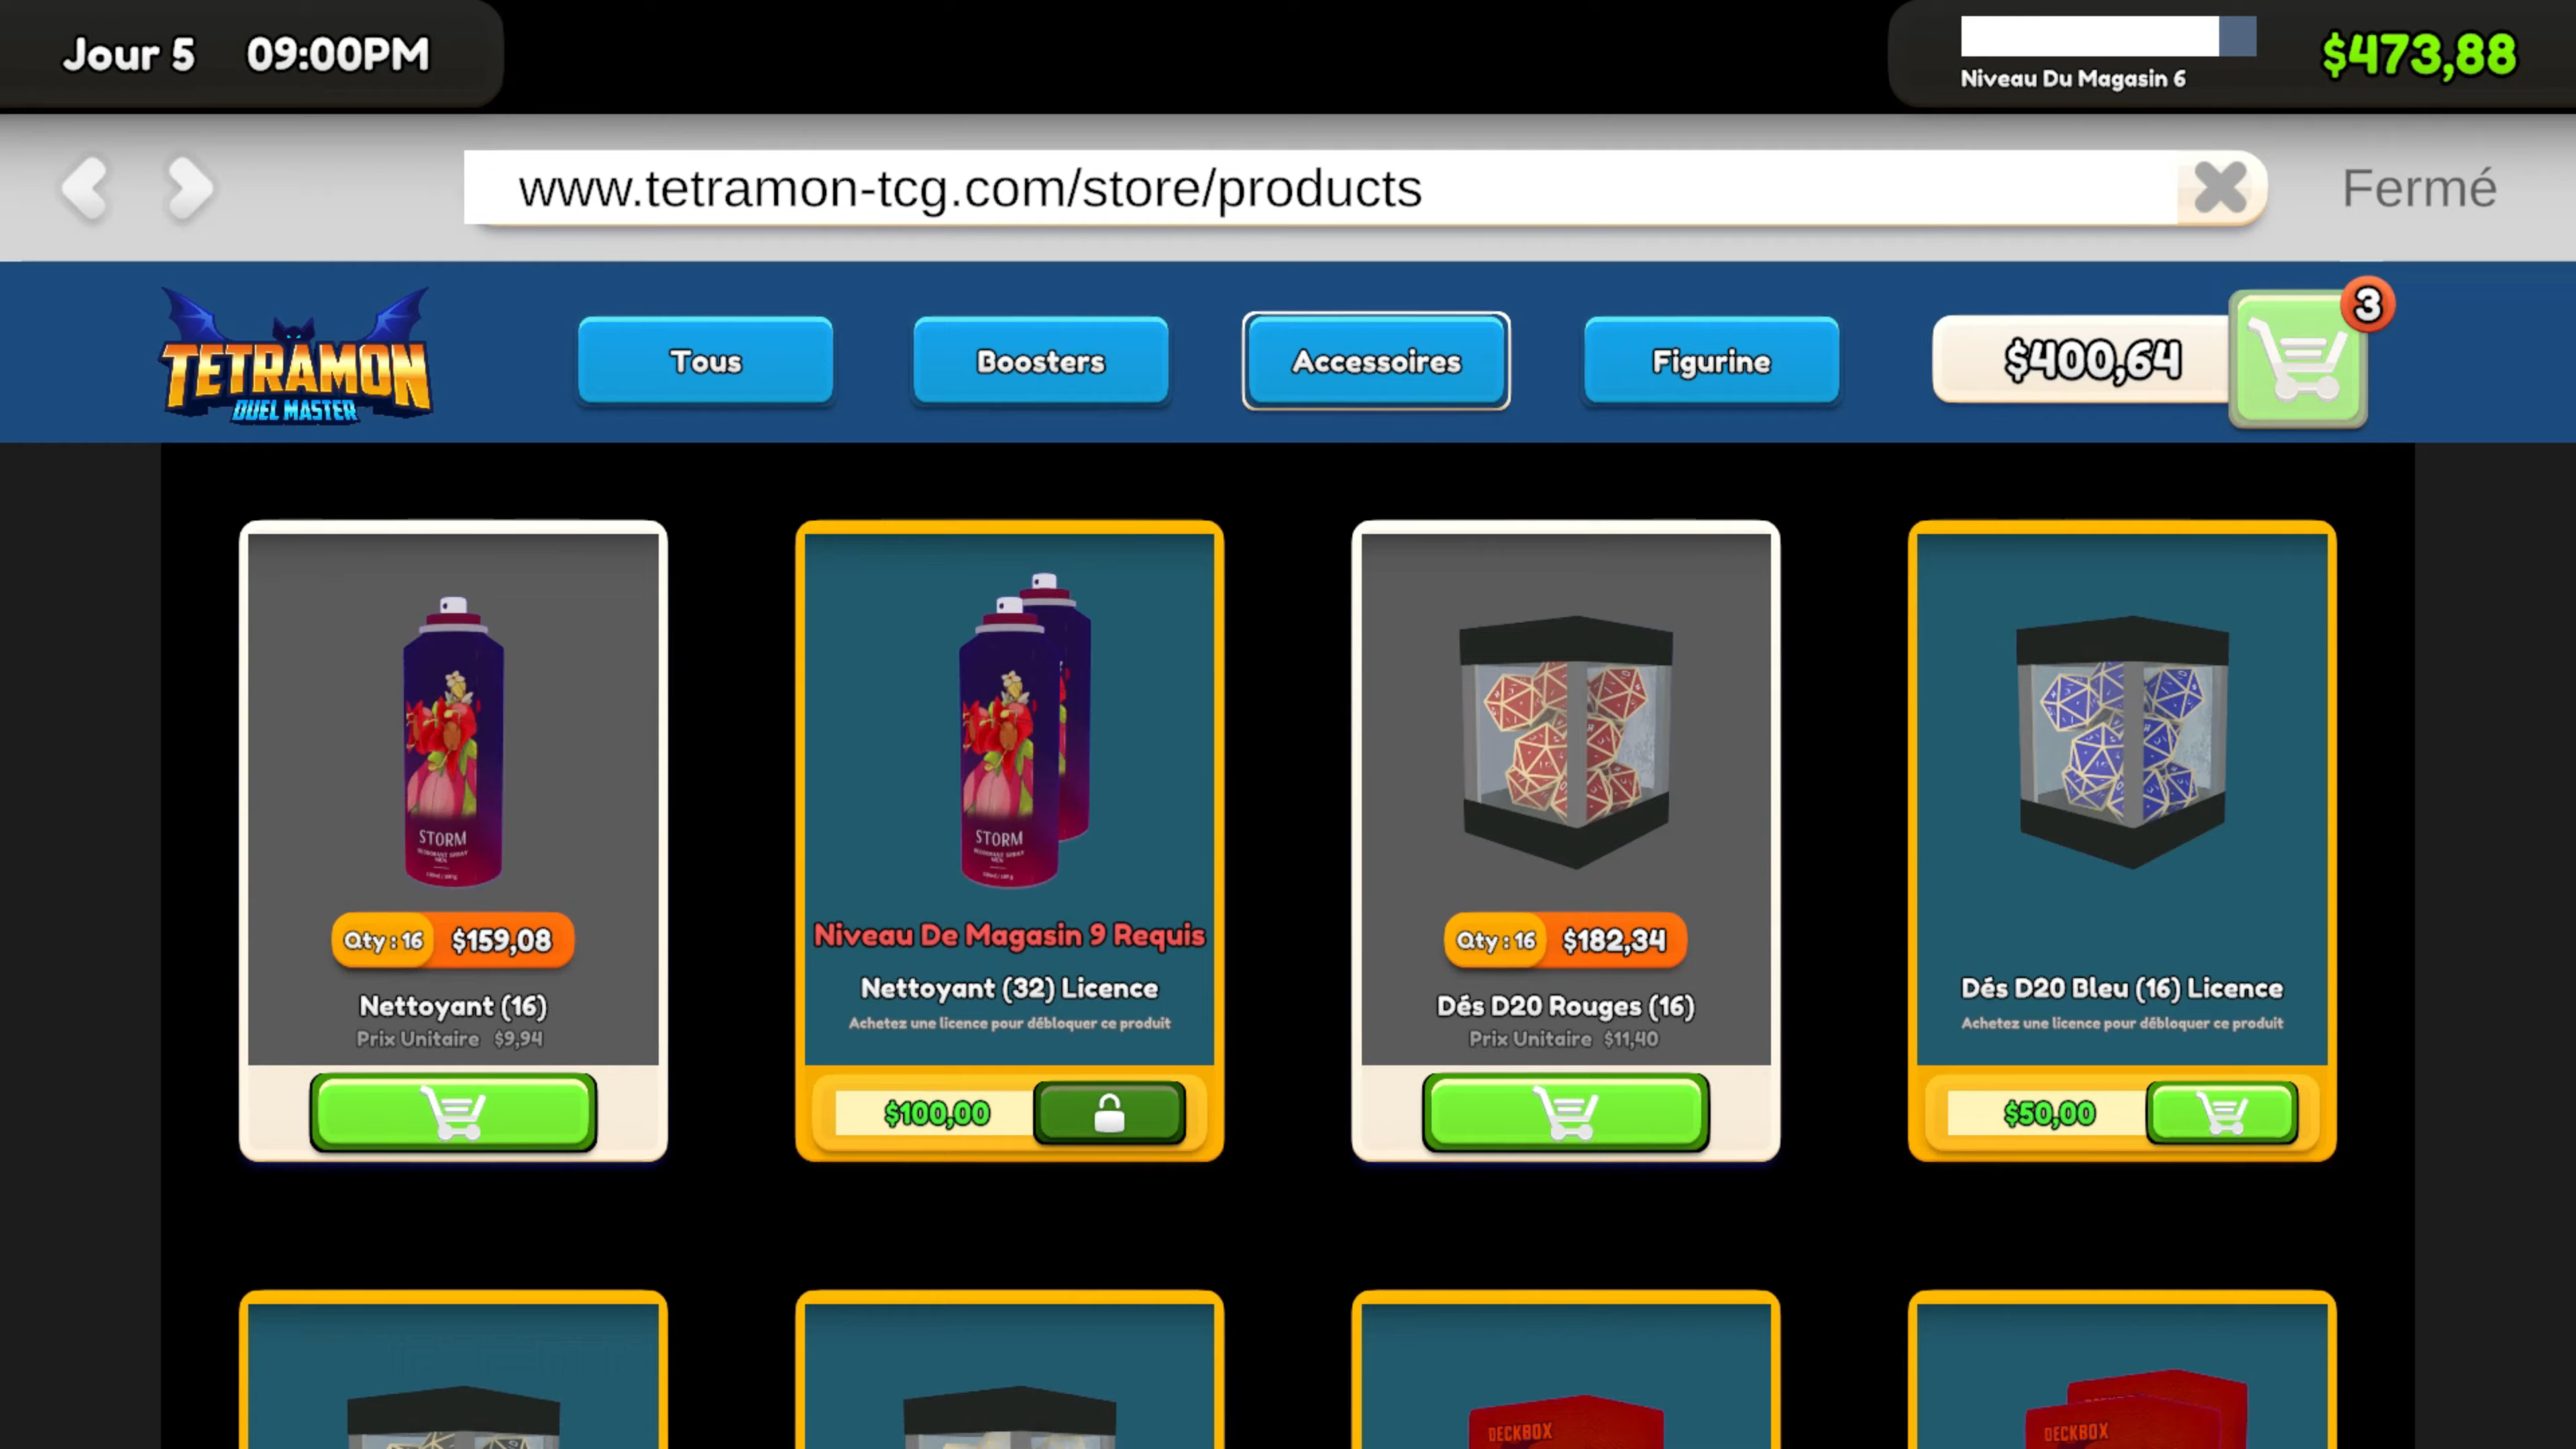 Jour 5 09:00PM
Niveau Du Magasin 6
$473,88
www.tetramon-tcg.com/store/products
Fermé
TETRAMON
DUEL MASTER
Tous
Boosters
Accessoires
Figurine
$400,64
3
STORM
Qty : 16 $159,08
Nettoyant (16)
Prix Unitaire $9,94
STORM
Niveau De Magasin 9 Requis
Nettoyant (32) Licence
Achetez une licence pour débloquer ce produit
$100,00
Qty : 16 $182,34
Dés D20 Rouges (16)
Prix Unitaire $11,40
Dés D20 Bleu (16) Licence
Achetez une licence pour débloquer ce produit
$50,00
DECKBOX
DECKBOX